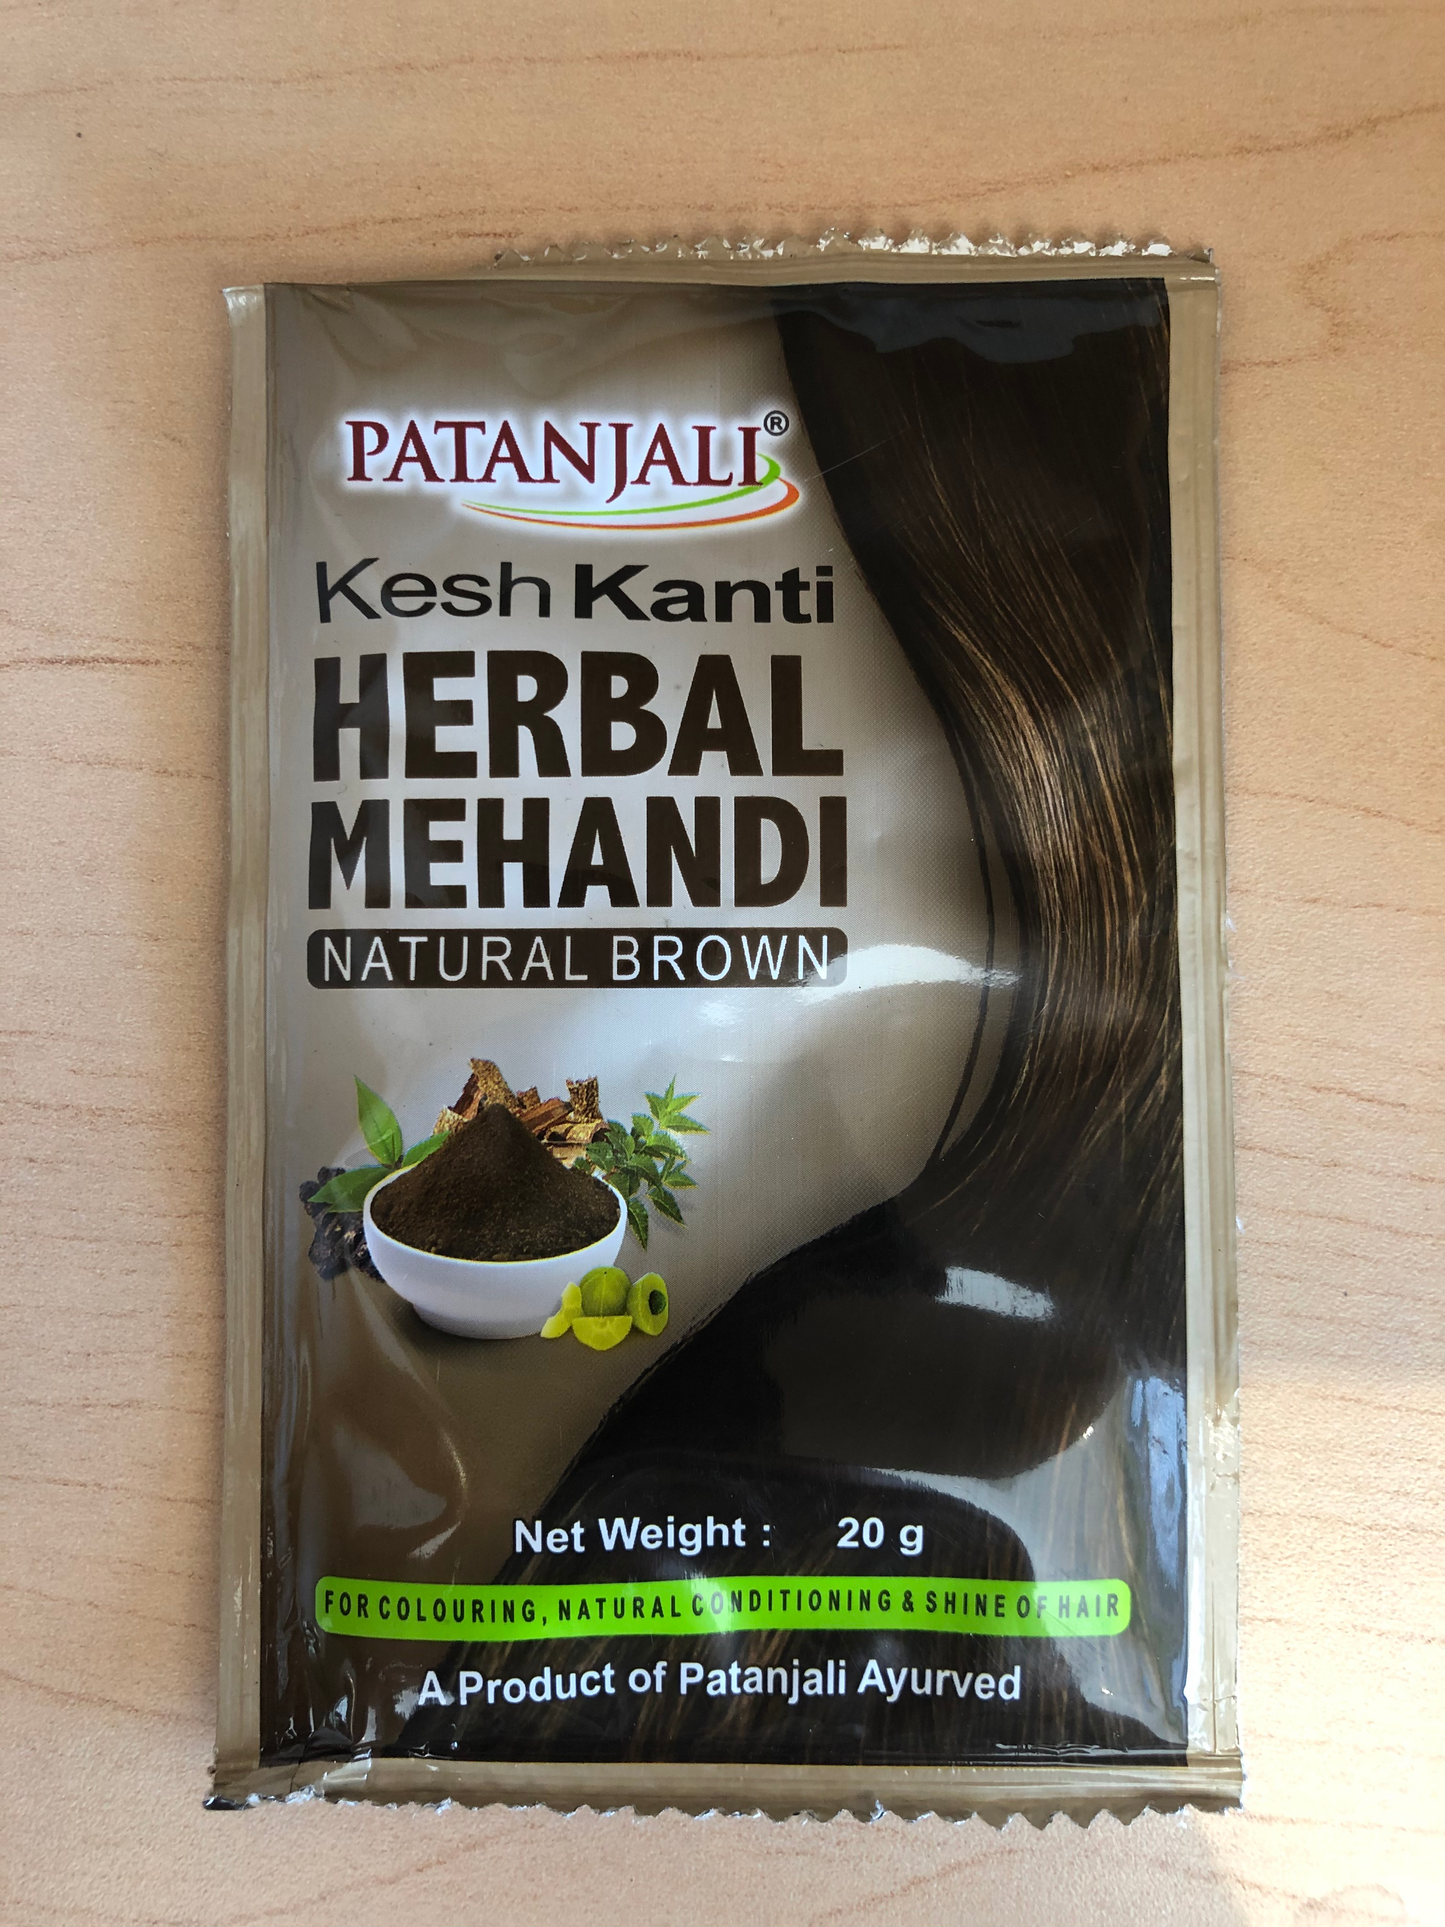 PATANJALI®
Kesh Kanti
HERBAL
MEHANDI
NATURAL BROWN
Net Weight : 20 g
FOR COLOURING, NATURAL CONDITIONING & SHINE OF HAIR
A Product of Patanjali Ayurved